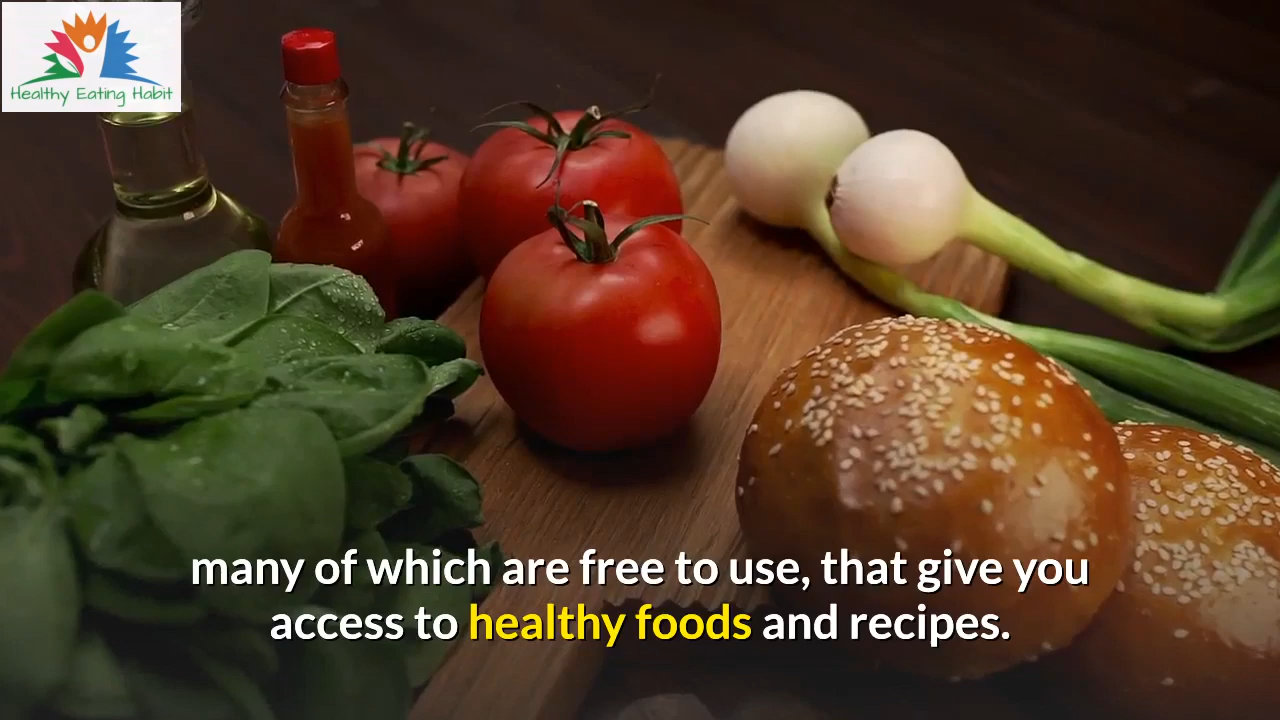 Healthy Eating Habit
many of which are free to use, that give you
access to healthy foods and recipes.